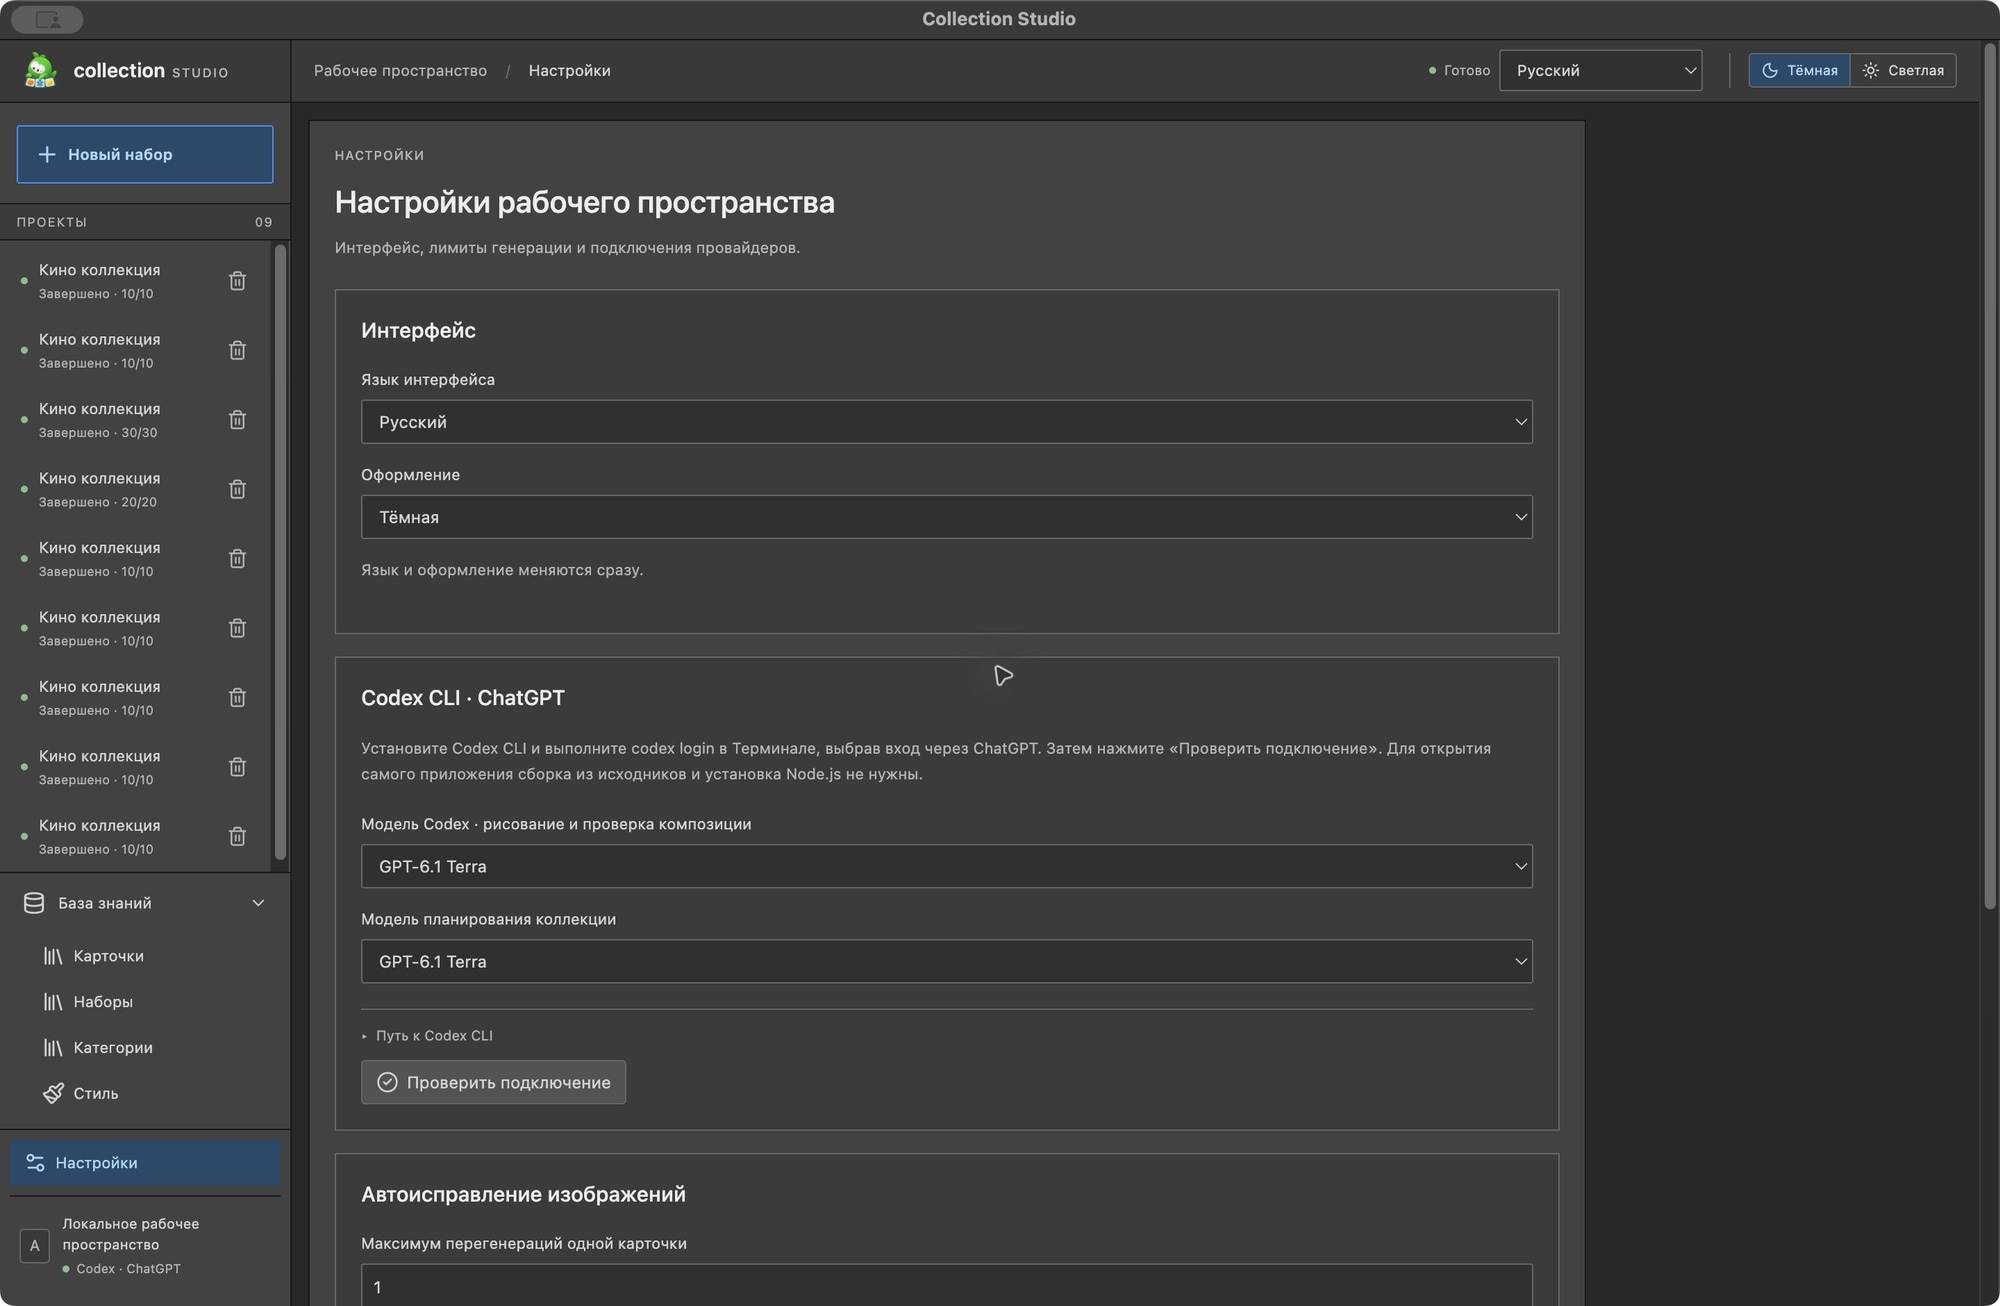 Collection Studio
collection STUDIO
Рабочее пространство / Настройки
Готово
Русский
Тёмная
Светлая
Новый набор
ПРОЕКТЫ 09
Кино коллекция
Завершено · 10/10
Кино коллекция
Завершено · 10/10
Кино коллекция
Завершено · 30/30
Кино коллекция
Завершено · 20/20
Кино коллекция
Завершено · 10/10
Кино коллекция
Завершено · 10/10
Кино коллекция
Завершено · 10/10
Кино коллекция
Завершено · 10/10
Кино коллекция
Завершено · 10/10
База знаний
Карточки
Наборы
Категории
Стиль
Настройки
A
Локальное рабочее
пространство
Codex · ChatGPT
НАСТРОЙКИ
Настройки рабочего пространства
Интерфейс, лимиты генерации и подключения провайдеров.
Интерфейс
Язык интерфейса
Русский
Оформление
Тёмная
Язык и оформление меняются сразу.
Codex CLI · ChatGPT
Установите Codex CLI и выполните codex login в Терминале, выбрав вход через ChatGPT. Затем нажмите «Проверить подключение». Для открытия
самого приложения сборка из исходников и установка Node.js не нужны.
Модель Codex · рисование и проверка композиции
GPT-6.1 Terra
Модель планирования коллекции
GPT-6.1 Terra
Путь к Codex CLI
Проверить подключение
Автоисправление изображений
Максимум перегенераций одной карточки
1